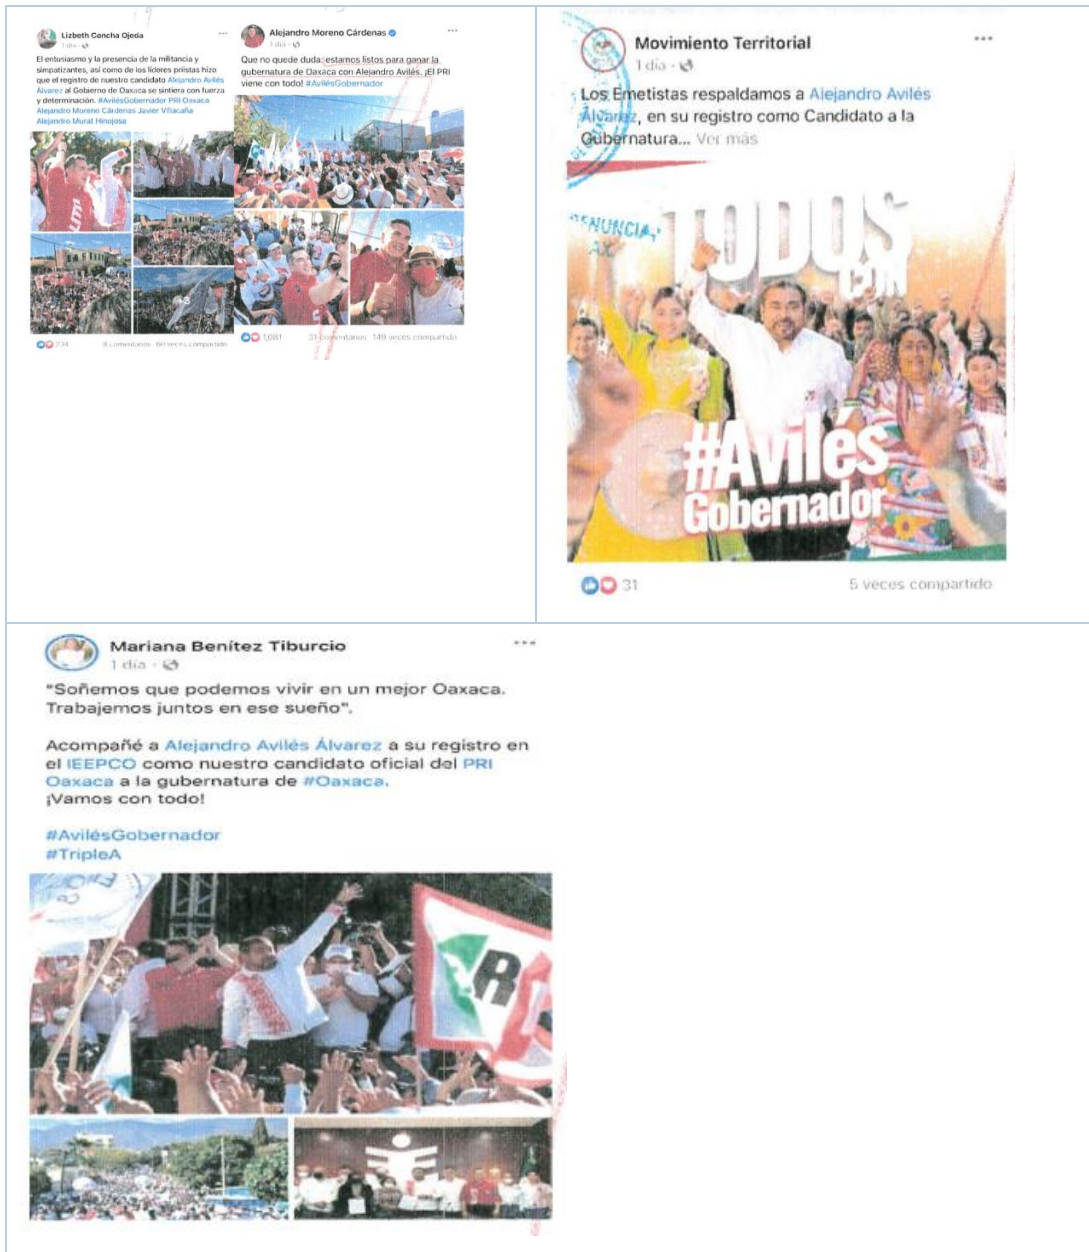 Lizbeth Concha Ojeda
1 día
El entusiasmo y la presencia de la militancia y
simpatizantes, así como de los líderes priistas hizo
que el registro de nuestro candidato Alejandro Avilés
Álvarez al Gobierno de Oaxaca se sintiera con fuerza
y determinación. #AvilésGobernador PRI Oaxaca
Alejandro Moreno Cárdenas Javier Villacaña
Alejandro Murat Hinojosa
+3
234
8 comentarios 60 veces compartido
Alejandro Moreno Cárdenas
1 día
Que no quede duda: estamos listos para ganar la
gubernatura de Oaxaca con Alejandro Avilés. ¡El PRI
viene con todo! #AvilésGobernador
1,081
31 comentarios 149 veces compartido
Movimiento Territorial
1 día
Los Emetistas respaldamos a Alejandro Avilés
Álvarez, en su registro como Candidato a la
Gubernatura... Ver más
TODOS
CON
#Avilés
Gobernador
31
5 veces compartido
Mariana Benítez Tiburcio
1 día
"Soñemos que podemos vivir en un mejor Oaxaca.
Trabajemos juntos en ese sueño".
Acompañé a Alejandro Avilés Álvarez a su registro en
el IEEPCO como nuestro candidato oficial del PRI
Oaxaca a la gubernatura de #Oaxaca.
¡Vamos con todo!
#AvilésGobernador
#TripleA